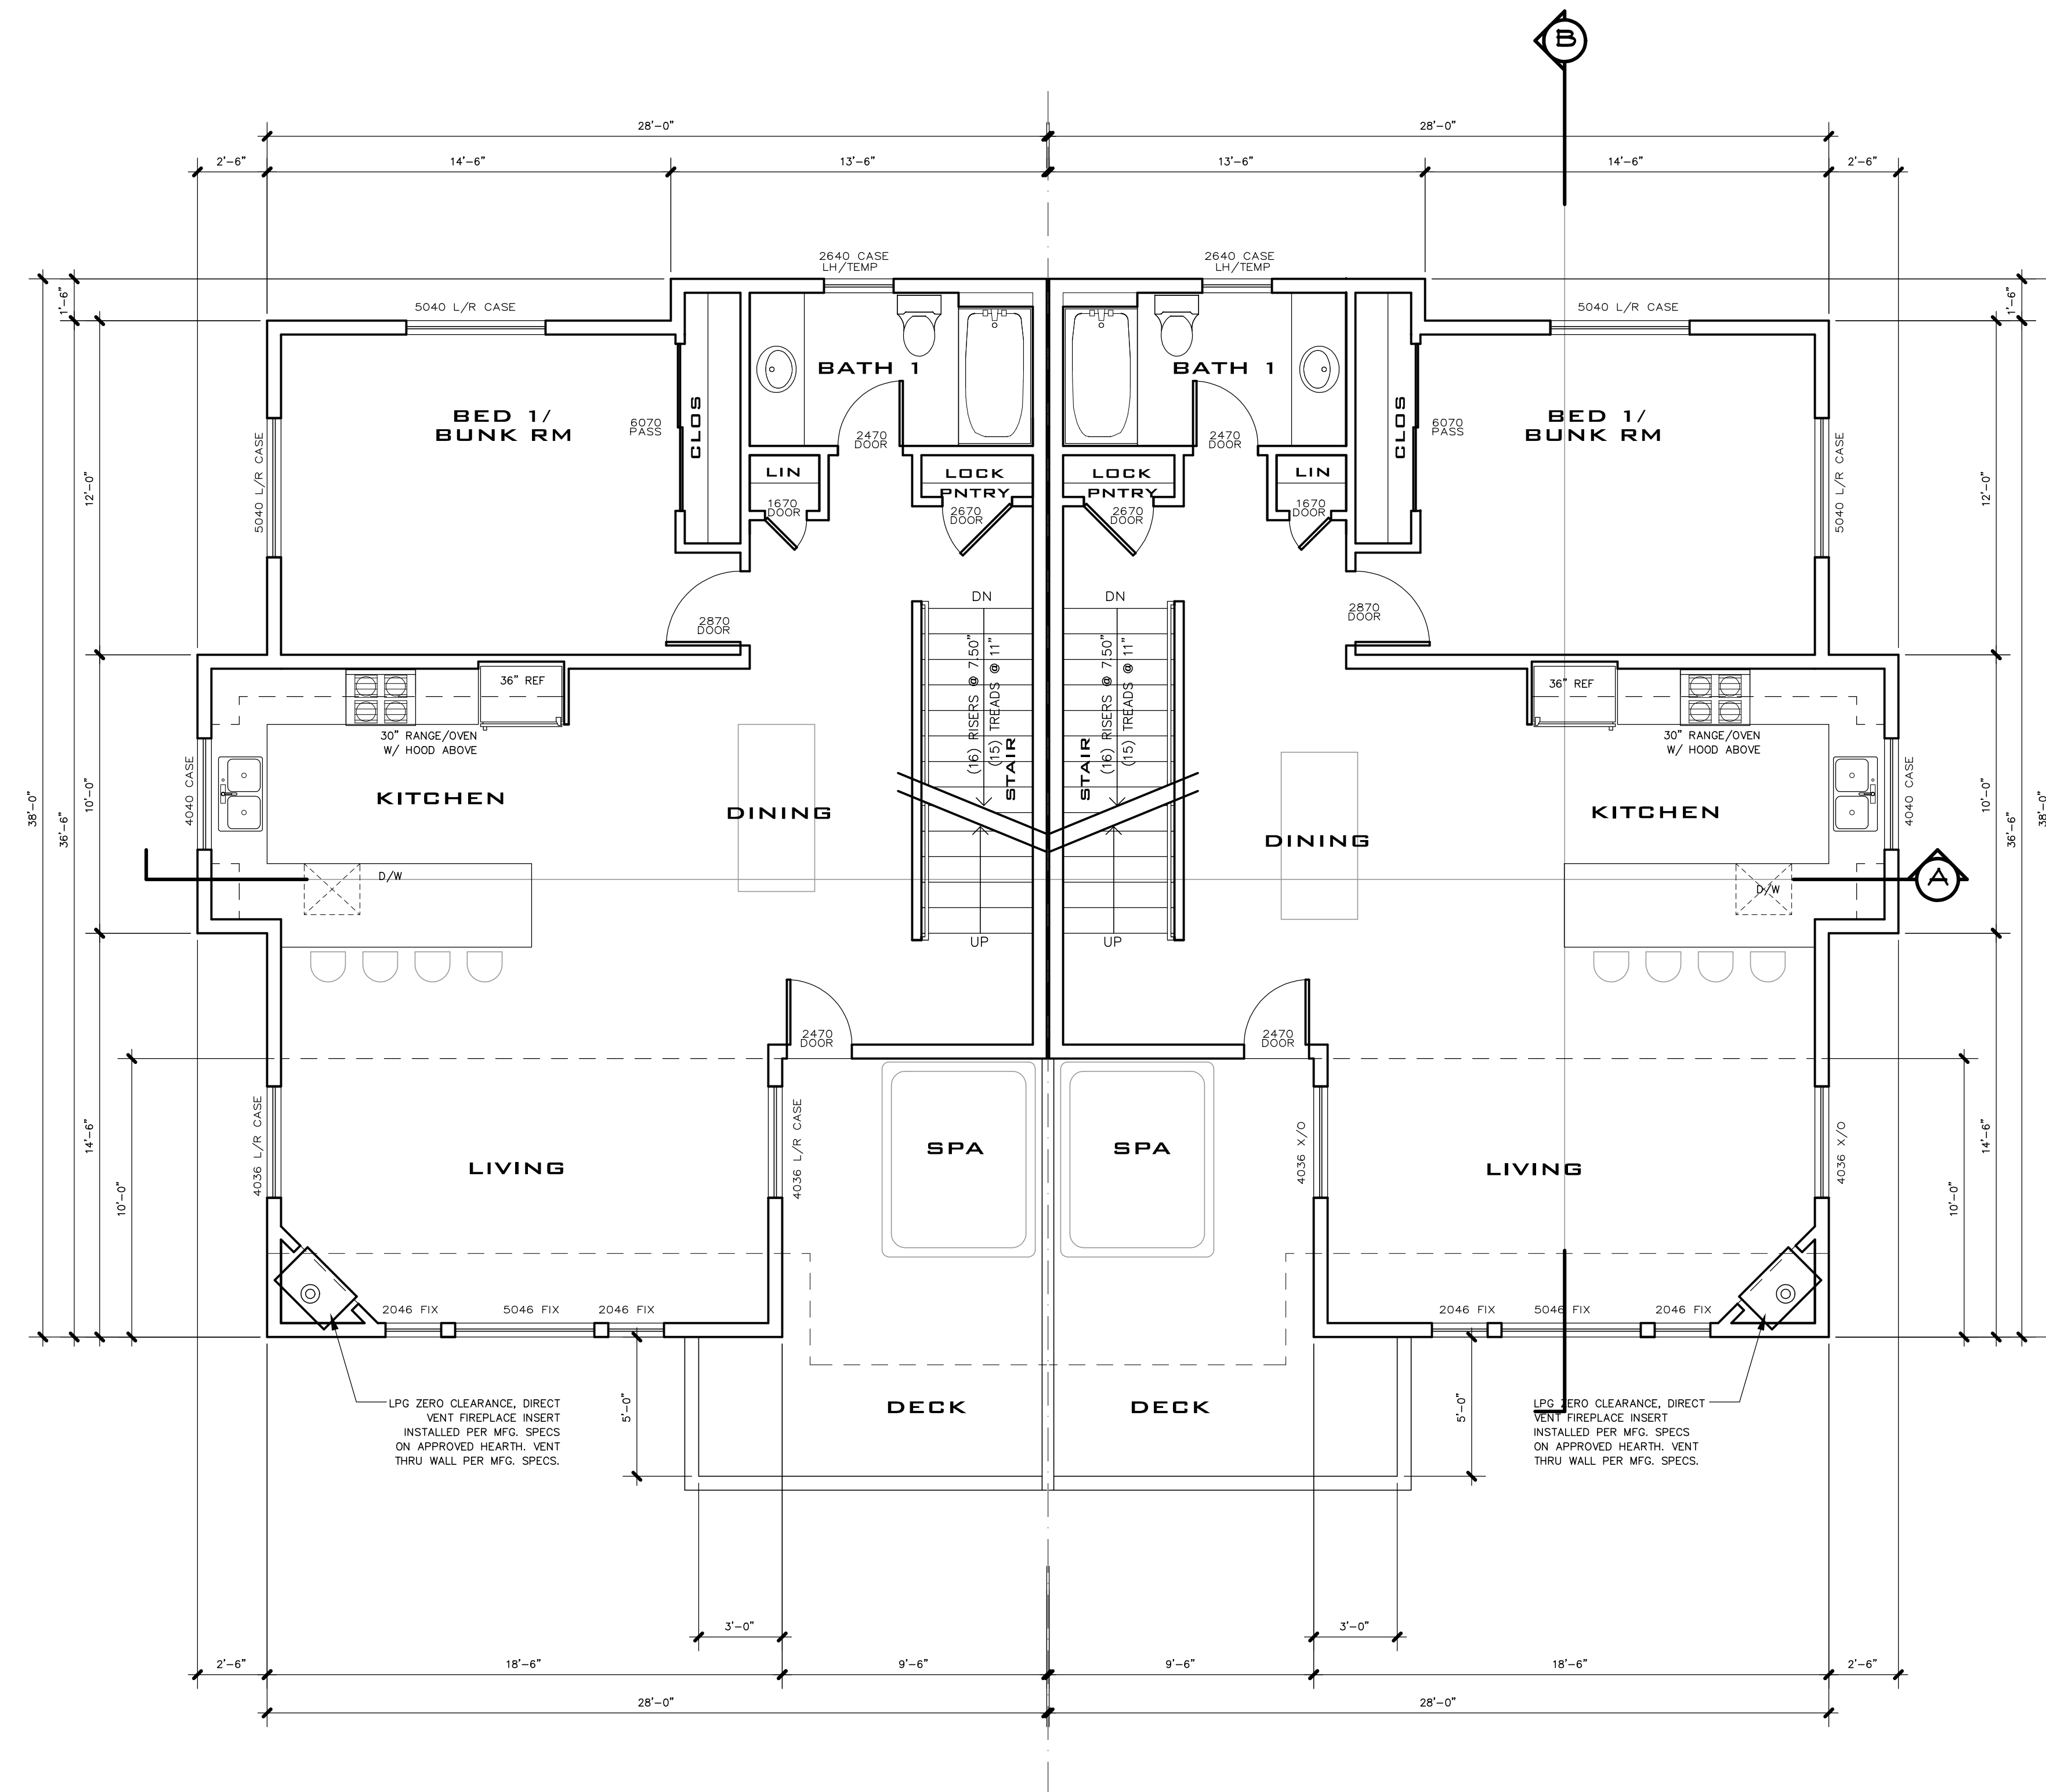 B
28'-0"
28'-0"
2'-6"
14'-6"
13'-6"
13'-6"
14'-6"
2'-6"
2640 CASE
LH/TEMP
2640 CASE
LH/TEMP
1'-6"
5040 L/R CASE
5040 L/R CASE
1'-6"
BATH 1
BATH 1
BED 1/
BUNK RM
6070
PASS
CLOS
2470
DOOR
2470
DOOR
CLOS
6070
PASS
BED 1/
BUNK RM
12'-0"
5040 L/R CASE
5040 L/R CASE
12'-0"
LIN
LOCK
PNTRY
LOCK
PNTRY
LIN
1670
DOOR
2670
DOOR
2670
DOOR
1670
DOOR
DN
DN
2870
DOOR
2870
DOOR
(16) RISERS @ 7.50"
(15) TREADS @ 11"
STAIR
STAIR
(16) RISERS @ 7.50"
(15) TREADS @ 11"
36" REF
36" REF
30" RANGE/OVEN
W/ HOOD ABOVE
30" RANGE/OVEN
W/ HOOD ABOVE
38'-0"
36'-6"
10'-0"
4040 CASE
KITCHEN
DINING
DINING
KITCHEN
4040 CASE
10'-0"
36'-6"
38'-0"
D/W
D/W
A
UP
UP
2470
DOOR
2470
DOOR
14'-6"
10'-0"
4036 L/R CASE
LIVING
4036 L/R CASE
SPA
SPA
4036 X/O
LIVING
4036 X/O
10'-0"
14'-6"
2046 FIX
5046 FIX
2046 FIX
2046 FIX
5046 FIX
2046 FIX
LPG ZERO CLEARANCE, DIRECT
VENT FIREPLACE INSERT
INSTALLED PER MFG. SPECS
ON APPROVED HEARTH. VENT
THRU WALL PER MFG. SPECS.
5'-0"
DECK
DECK
5'-0"
LPG ZERO CLEARANCE, DIRECT
VENT FIREPLACE INSERT
INSTALLED PER MFG. SPECS
ON APPROVED HEARTH. VENT
THRU WALL PER MFG. SPECS.
3'-0"
3'-0"
2'-6"
18'-6"
9'-6"
9'-6"
18'-6"
2'-6"
28'-0"
28'-0"